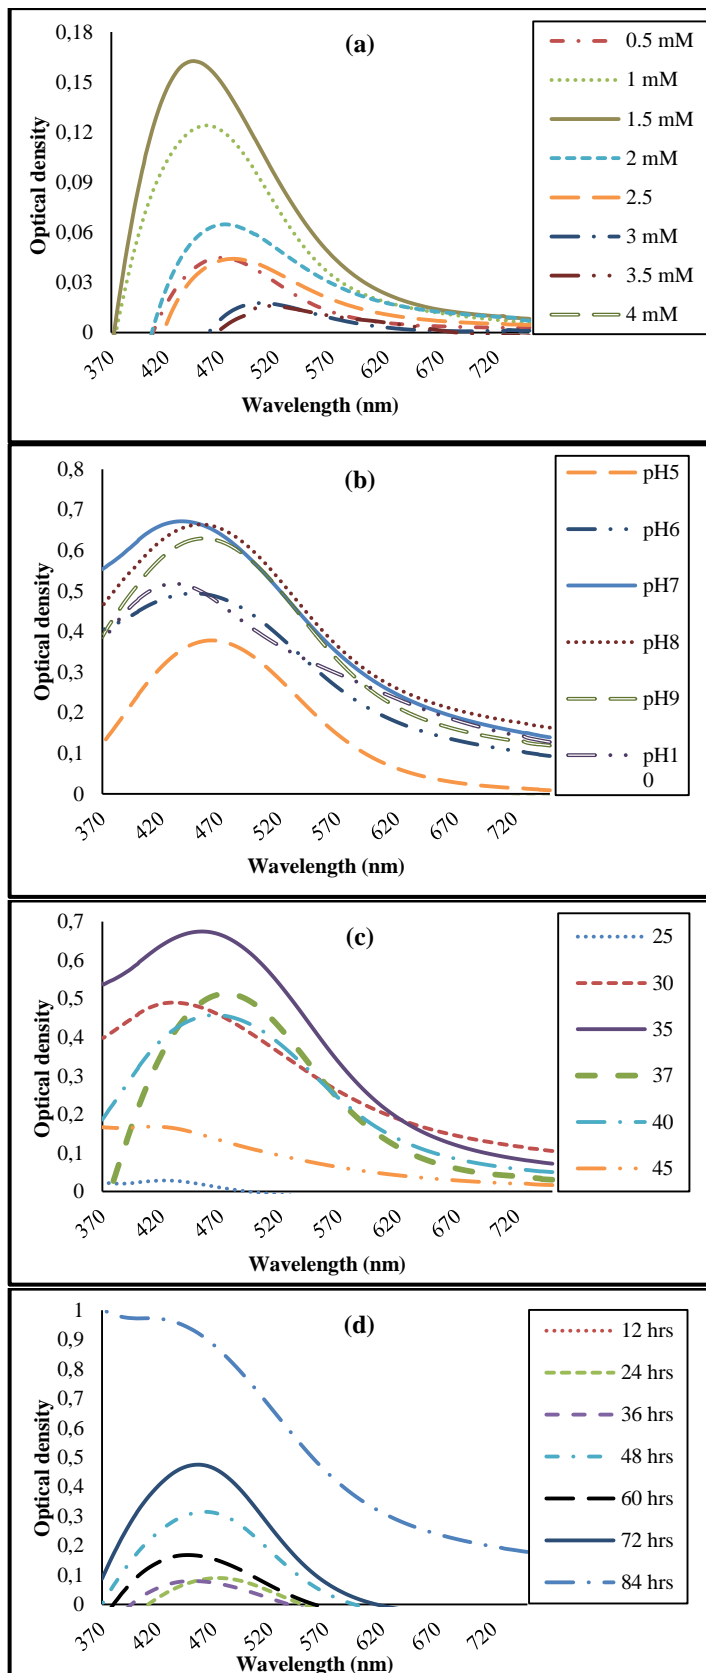 (a)
Optical density
0,18
0,15
0,12
0,09
0,06
0,03
0
370
420
470
520
570
620
670
720
Wavelength (nm)
0.5 mM
1 mM
1.5 mM
2 mM
2.5
3 mM
3.5 mM
4 mM
(b)
Optical density
0,8
0,7
0,6
0,5
0,4
0,3
0,2
0,1
0
370
420
470
520
570
620
670
720
Wavelength (nm)
pH5
pH6
pH7
pH8
pH9
pH1
0
(c)
Optical density
0,7
0,6
0,5
0,4
0,3
0,2
0,1
0
370
420
470
520
570
620
670
720
Wavelength (nm)
25
30
35
37
40
45
(d)
Optical density
1
0,9
0,8
0,7
0,6
0,5
0,4
0,3
0,2
0,1
0
370
420
470
520
570
620
670
720
Wavelength (nm)
12 hrs
24 hrs
36 hrs
48 hrs
60 hrs
72 hrs
84 hrs